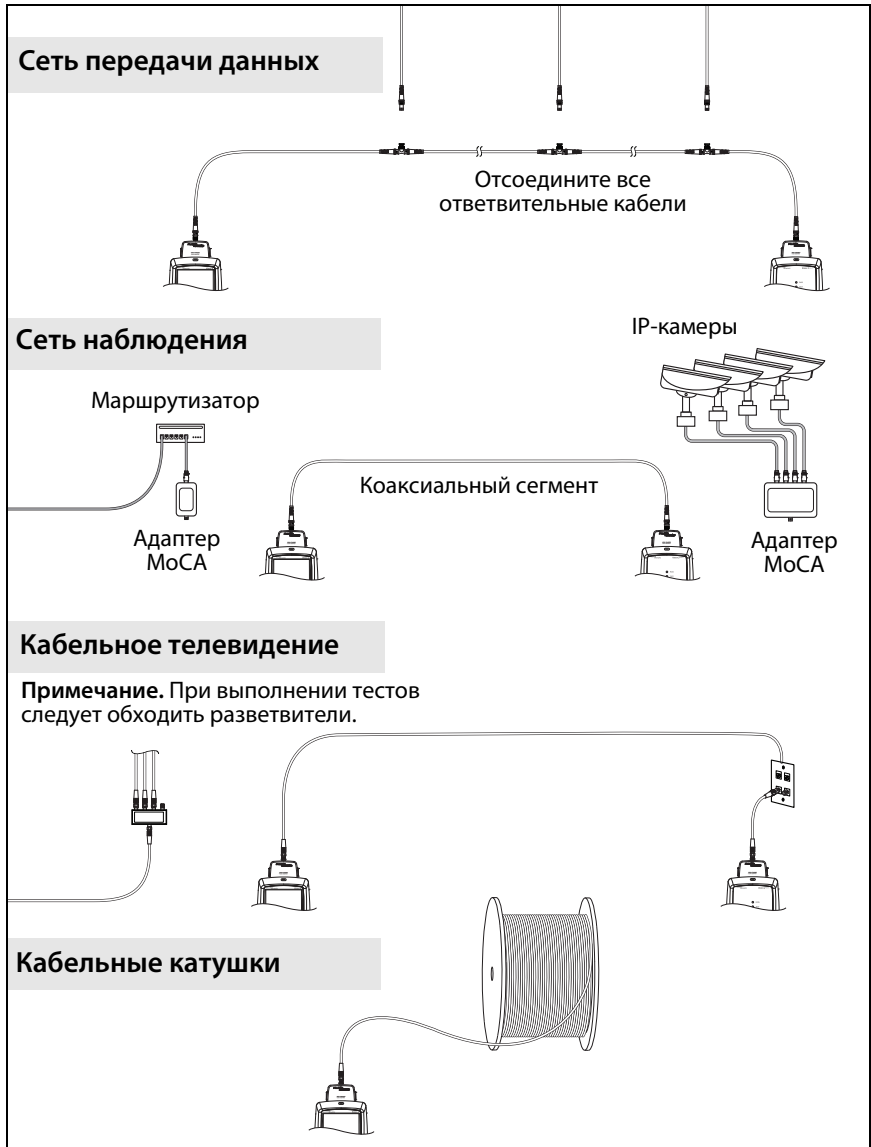 Сеть передачи данных
Отсоедините все
ответвительные кабели
Сеть наблюдения
IP-камеры
Маршрутизатор
Коаксиальный сегмент
Адаптер
MoCA
Адаптер
MoCA
Кабельное телевидение
Примечание. При выполнении тестов
следует обходить разветвители.
Кабельные катушки